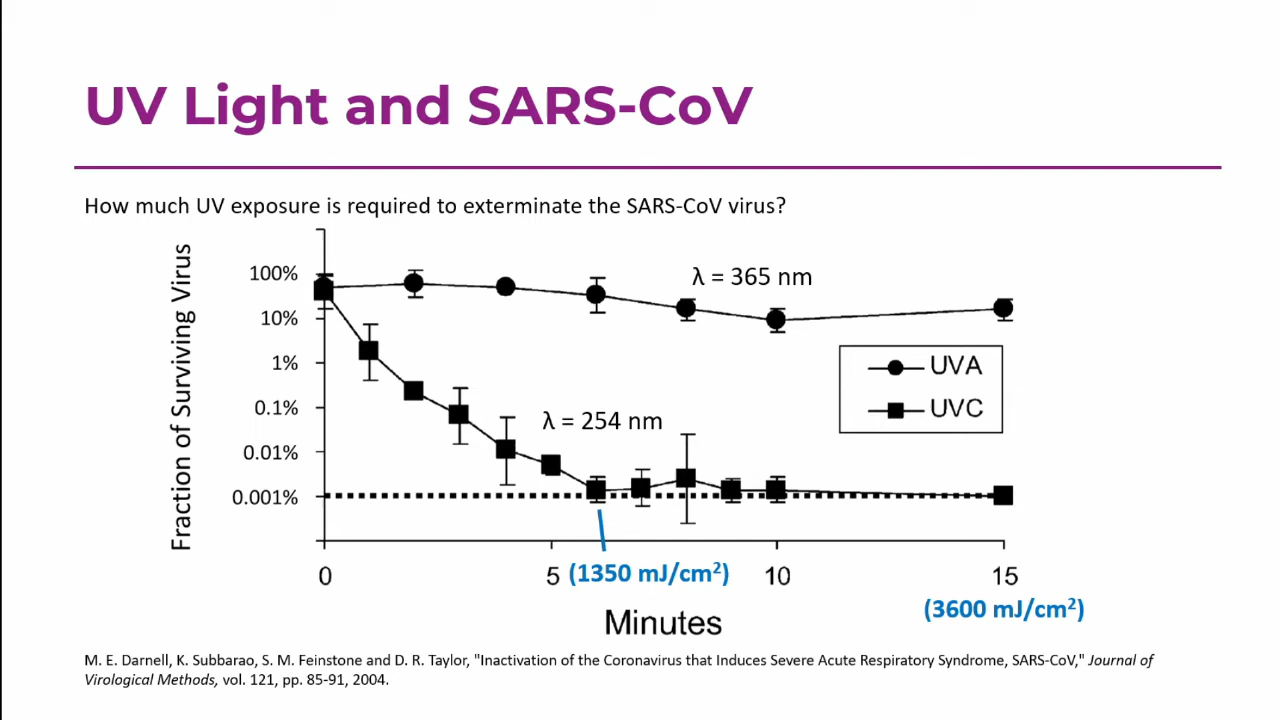 UV Light and SARS-CoV
How much UV exposure is required to exterminate the SARS-CoV virus?
Fraction of Surviving Virus
100%
10%
1%
0.1%
0.01%
0.001%
λ = 365 nm
λ = 254 nm
UVA
UVC
0
5
(1350 mJ/cm²)
10
15
(3600 mJ/cm²)
Minutes
M. E. Darnell, K. Subbarao, S. M. Feinstone and D. R. Taylor, "Inactivation of the Coronavirus that Induces Severe Acute Respiratory Syndrome, SARS-CoV," Journal of
Virological Methods, vol. 121, pp. 85-91, 2004.